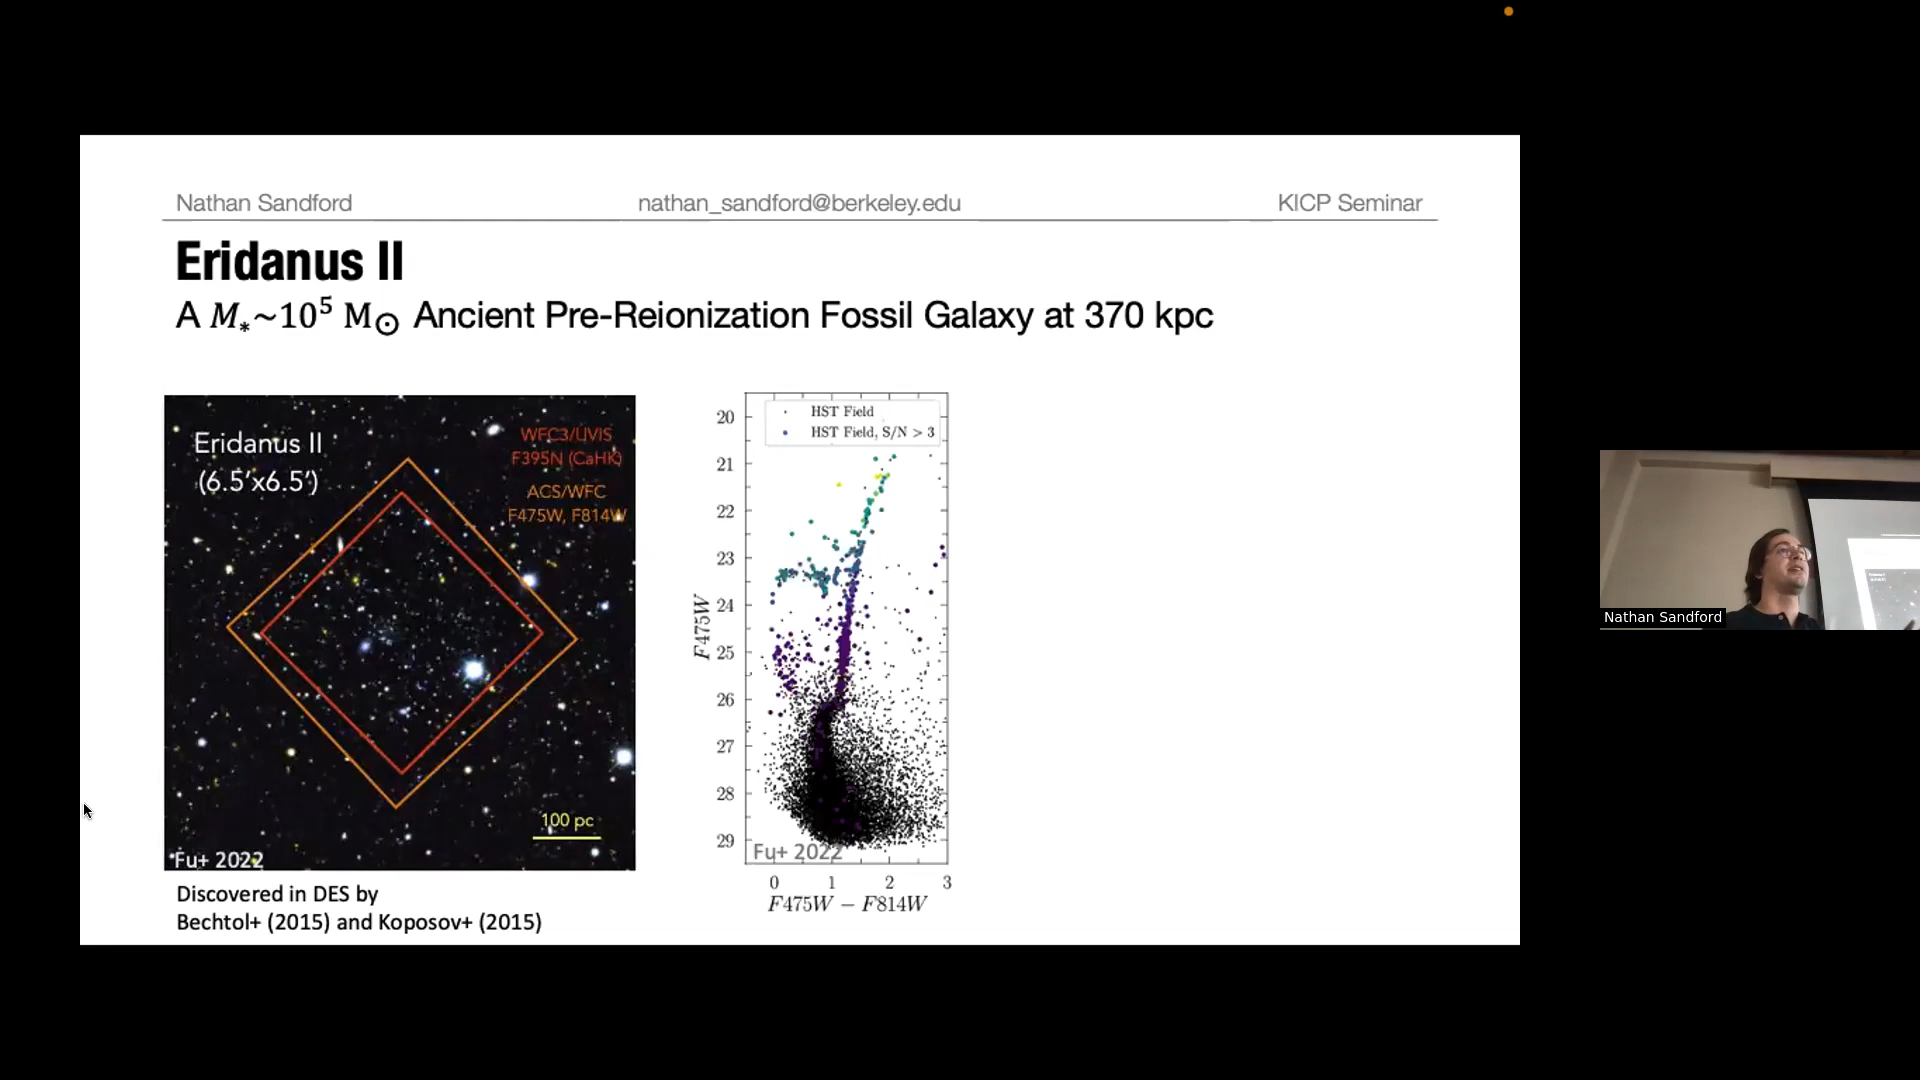 Nathan Sandford nathan_sandford@berkeley.edu KICP Seminar
Eridanus II
A M*~10⁵ M⊙ Ancient Pre-Reionization Fossil Galaxy at 370 kpc
Eridanus II
(6.5'x6.5')
WFC3/UVIS
F395N (CaHK)
ACS/WFC
F475W, F814W
100 pc
Fu+ 2022
Discovered in DES by
Bechtol+ (2015) and Koposov+ (2015)
HST Field
HST Field, S/N > 3
20
21
22
23
24
25
26
27
28
29
F475W
Fu+ 2022
0 1 2 3
F475W − F814W
Nathan Sandford